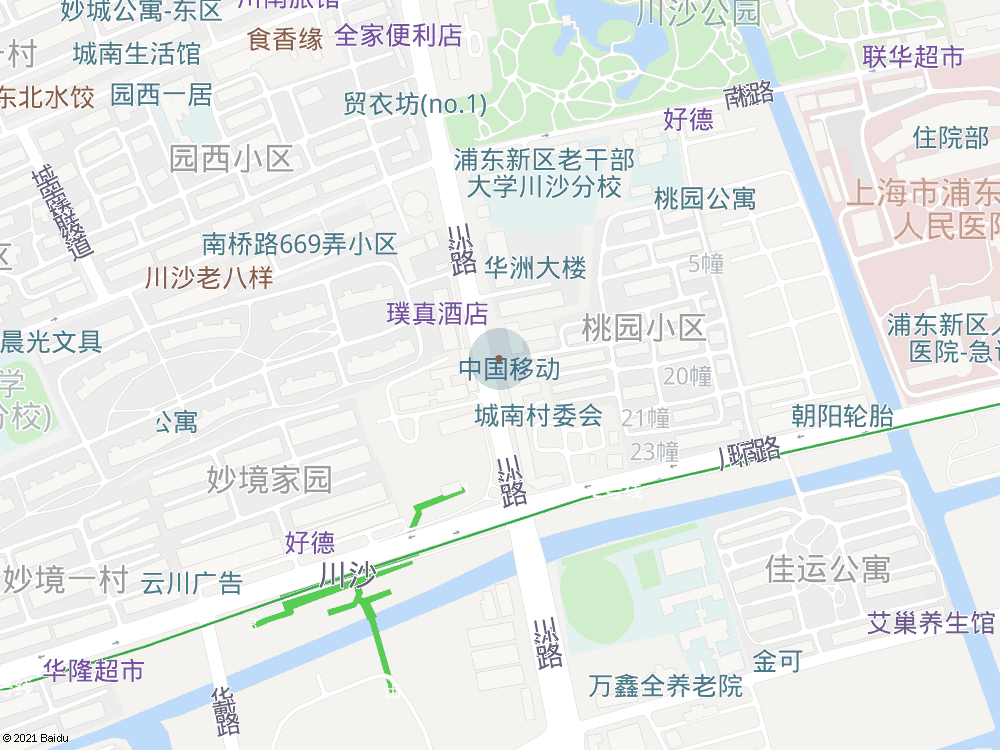 妙城公寓-东区
川南旅馆
川沙公园
食香缘
全家便利店
城南生活馆
一村
联华超市
东北水饺
园西一居
贸衣坊(no.1)
南桥路
好德
住院部
园西小区
浦东新区老干部
大学川沙分校
桃园公寓
上海市浦东
人民医院
城南路
川沙路
南桥路669弄小区
区
华洲大楼
5幢
川沙老八样
璞真酒店
桃园小区
晨光文具
浦东新区人
医院-急诊
中国移动
20幢
学
分校)
公寓
城南村委会
21幢
朝阳轮胎
23幢
川环南路
妙境家园
川沙路
好德
川沙
妙境一村
云川广告
佳运公寓
艾巢养生馆
川沙路
华隆超市
金可
万鑫全养老院
华戴路
© 2021 Baidu